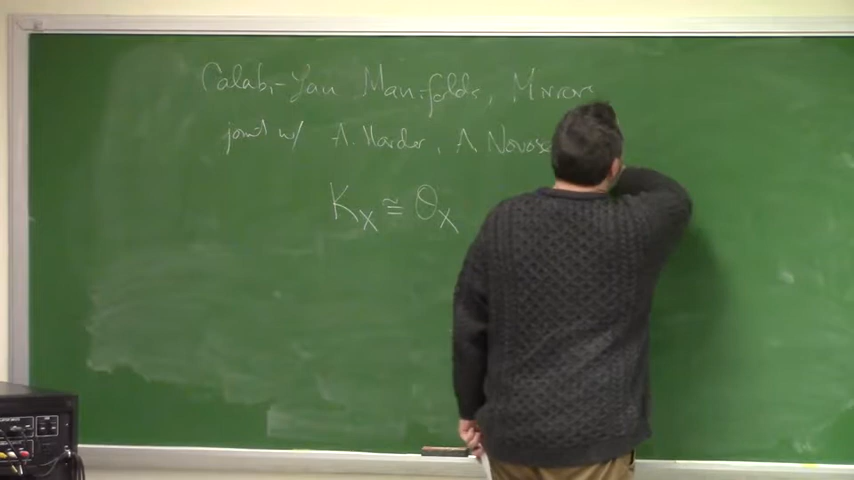 Calabi-Yau Manifolds, Mirrors
joint w/ A. Harder, A Novose
K_X ≅ O_X